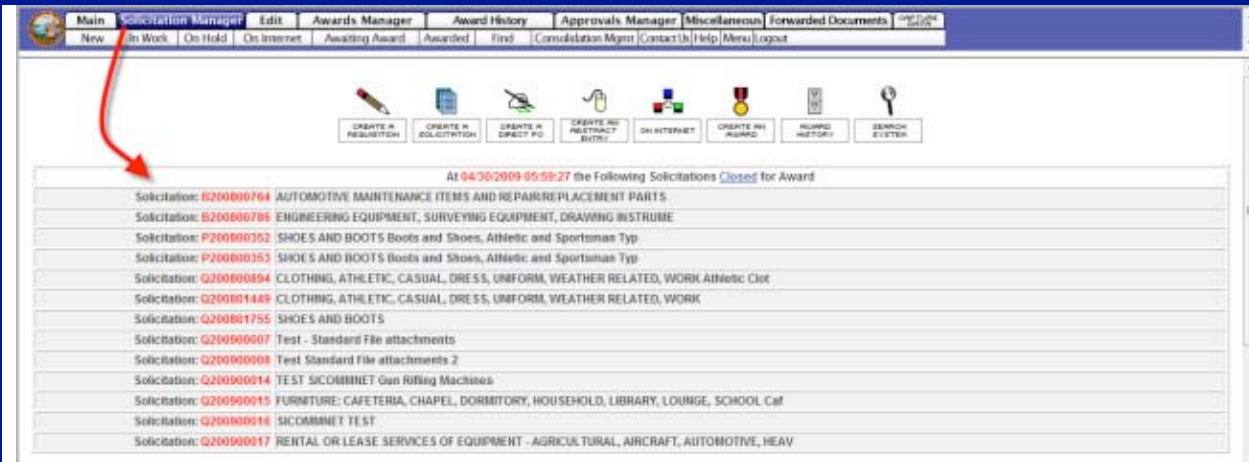 Main Solicitation Manager Edit Awards Manager Award History Approvals Manager Miscellaneous Forwarded Documents
New In Work On Hold On Internet Awaiting Award Awarded Find Consolidation Mgmt Contact Us Help Menu Logout
CREATE A REQUISITION CREATE A SOLICITATION CREATE A DIRECT PO CREATE AN ABSTRACT ENTRY ON INTERNET CREATE AN AWARD AWARD HISTORY SEARCH SYSTEM
At 04/30/2009 05:59:27 the Following Solicitations Closed for Award
Solicitation: B200800764 AUTOMOTIVE MAINTENANCE ITEMS AND REPAIR/REPLACEMENT PARTS
Solicitation: B200800786 ENGINEERING EQUIPMENT, SURVEYING EQUIPMENT, DRAWING INSTRUME
Solicitation: P200800352 SHOES AND BOOTS Boots and Shoes, Athletic and Sportsman Typ
Solicitation: P200800353 SHOES AND BOOTS Boots and Shoes, Athletic and Sportsman Typ
Solicitation: Q200800894 CLOTHING, ATHLETIC, CASUAL, DRESS, UNIFORM, WEATHER RELATED, WORK Athletic Clot
Solicitation: Q200801449 CLOTHING, ATHLETIC, CASUAL, DRESS, UNIFORM, WEATHER RELATED, WORK
Solicitation: Q200801755 SHOES AND BOOTS
Solicitation: Q200900007 Test - Standard File attachments
Solicitation: Q200900008 Test Standard File attachments 2
Solicitation: Q200900014 TEST SICOMMNET Gun Rifling Machines
Solicitation: Q200900015 FURNITURE: CAFETERIA, CHAPEL, DORMITORY, HOUSEHOLD, LIBRARY, LOUNGE, SCHOOL Caf
Solicitation: Q200900016 SICOMMNET TEST
Solicitation: Q200900017 RENTAL OR LEASE SERVICES OF EQUIPMENT - AGRICULTURAL, AIRCRAFT, AUTOMOTIVE, HEAV